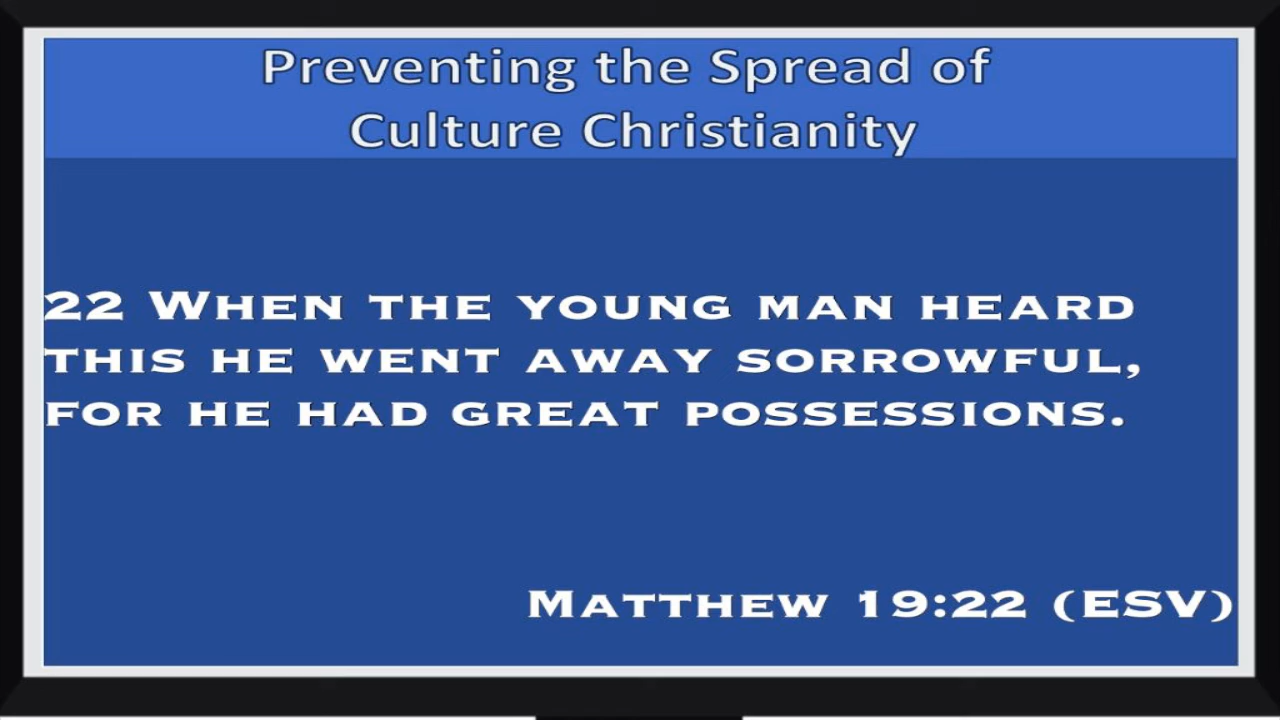 Preventing the Spread of
Culture Christianity
22 When the young man heard
this he went away sorrowful,
for he had great possessions.
Matthew 19:22 (ESV)